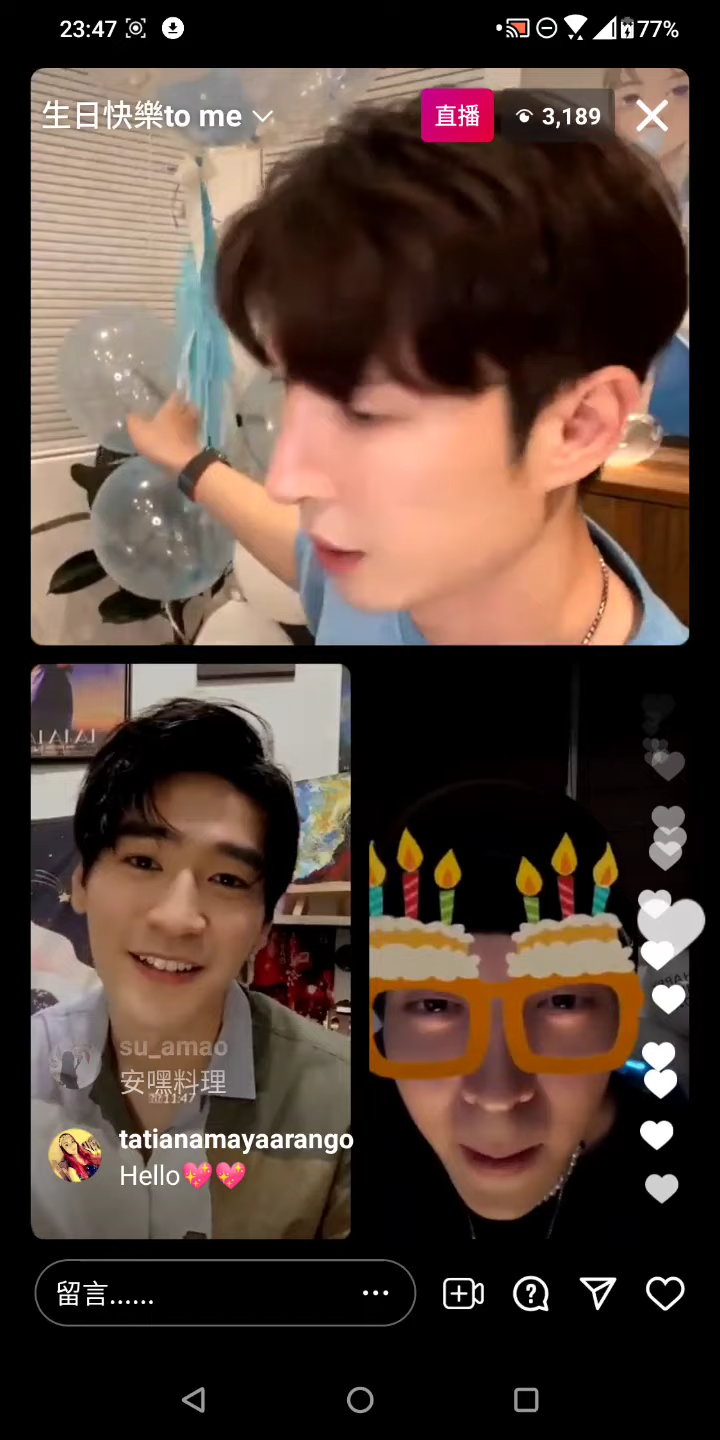 23:47
77%
生日快樂to me
直播
3,189
su_amao
安嘿料理
tatianamayaarango
Hello💖💖
留言......